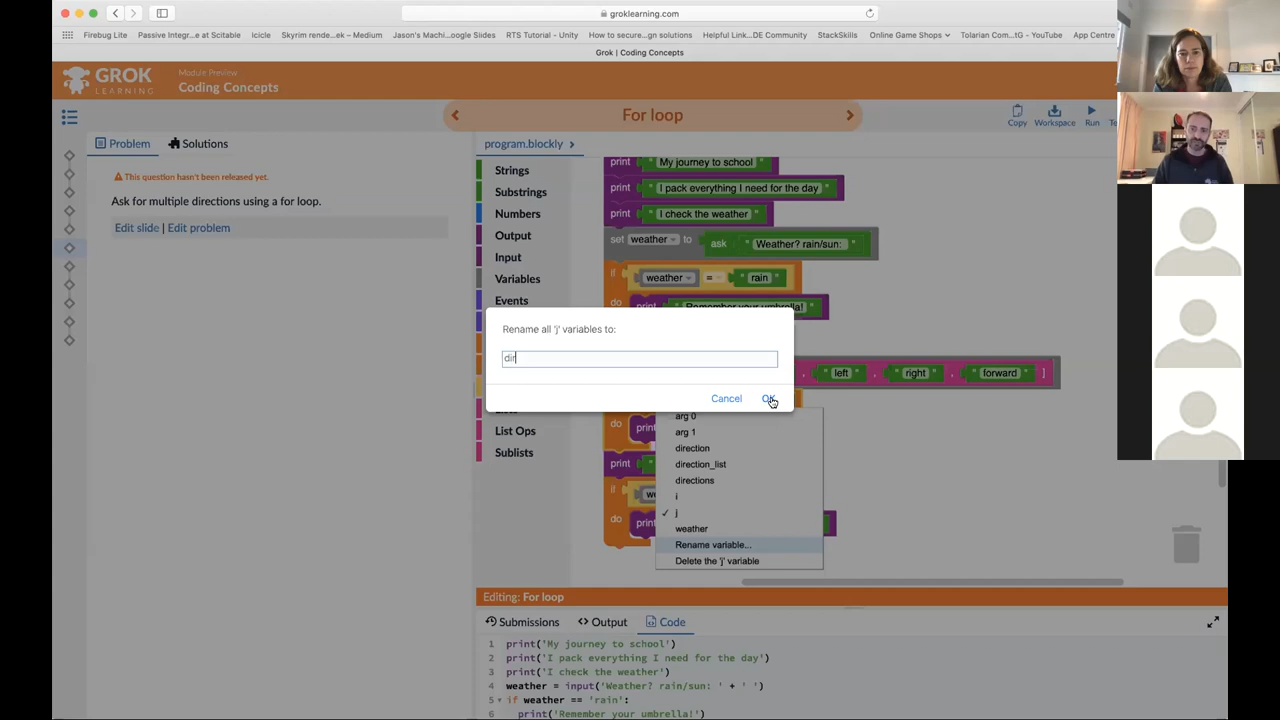 groklearning.com
Firebug Lite
Passive Integr...e at Scitable
Icicle
Skyrim rende...ek – Medium
Jason's Machi...oogle Slides
RTS Tutorial - Unity
How to secure...gn solutions
Helpful Link...DE Community
StackSkills
Online Game Shops
Tolarian Com...tG - YouTube
App Centre
Grok | Coding Concepts
GROK
LEARNING
Module Preview
Coding Concepts
For loop
Copy
Workspace
Run
Problem
Solutions
This question hasn't been released yet.
Ask for multiple directions using a for loop.
Edit slide | Edit problem
program.blockly
Strings
Substrings
Numbers
Output
Input
Variables
Events
List Ops
Sublists
print " My journey to school "
print " I pack everything I need for the day "
print " I check the weather "
set weather to ask " Weather? rain/sun: "
if weather = " rain "
do print " Remember your umbrella! "
Rename all 'j' variables to:
dir
Cancel
OK
, " left " , " right " , " forward " ]
do print
print "
if we
do print
arg 0
arg 1
direction
direction_list
directions
i
✓ j
weather
Rename variable...
Delete the 'j' variable
Editing: For loop
Submissions
<> Output
Code
1 print('My journey to school')
2 print('I pack everything I need for the day')
3 print('I check the weather')
4 weather = input('Weather? rain/sun: ' + ' ')
5 if weather == 'rain':
6 print('Remember your umbrella!')